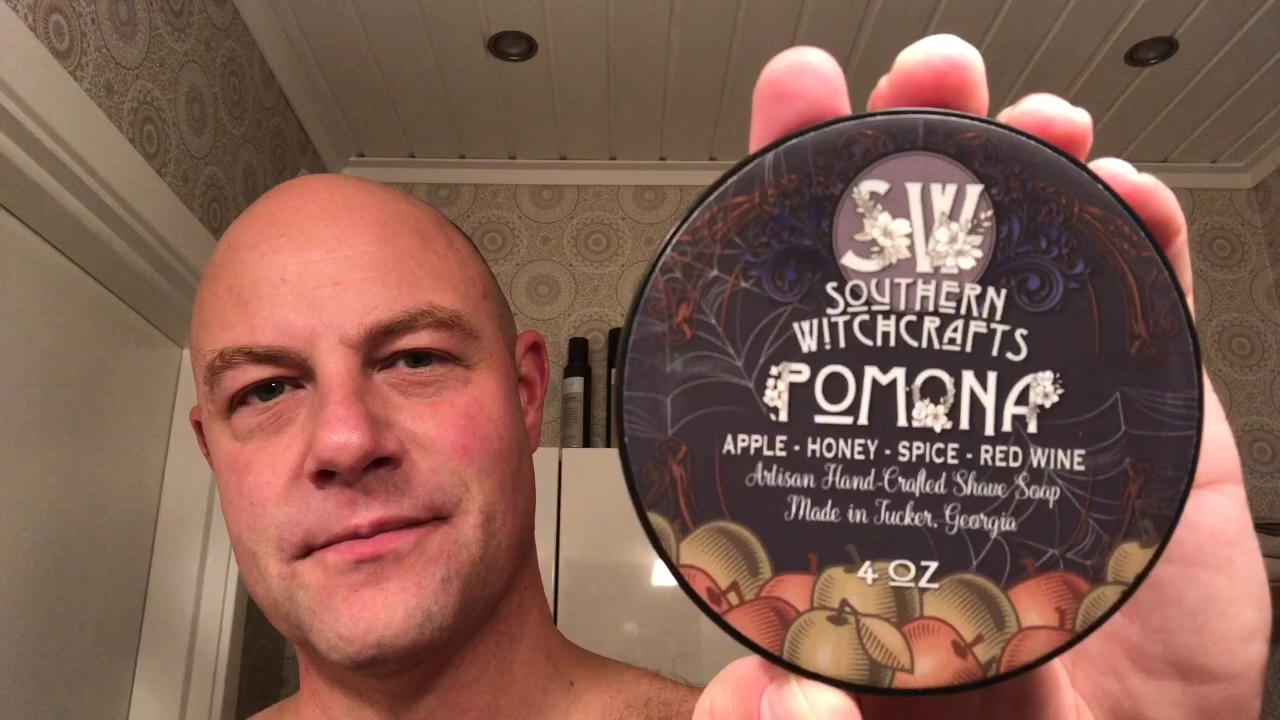 SW
SOUTHERN
WITCHCRAFTS
POMONA
APPLE - HONEY - SPICE - RED WINE
Artisan Hand-Crafted Shave Soap
Made in Tucker, Georgia
4 OZ